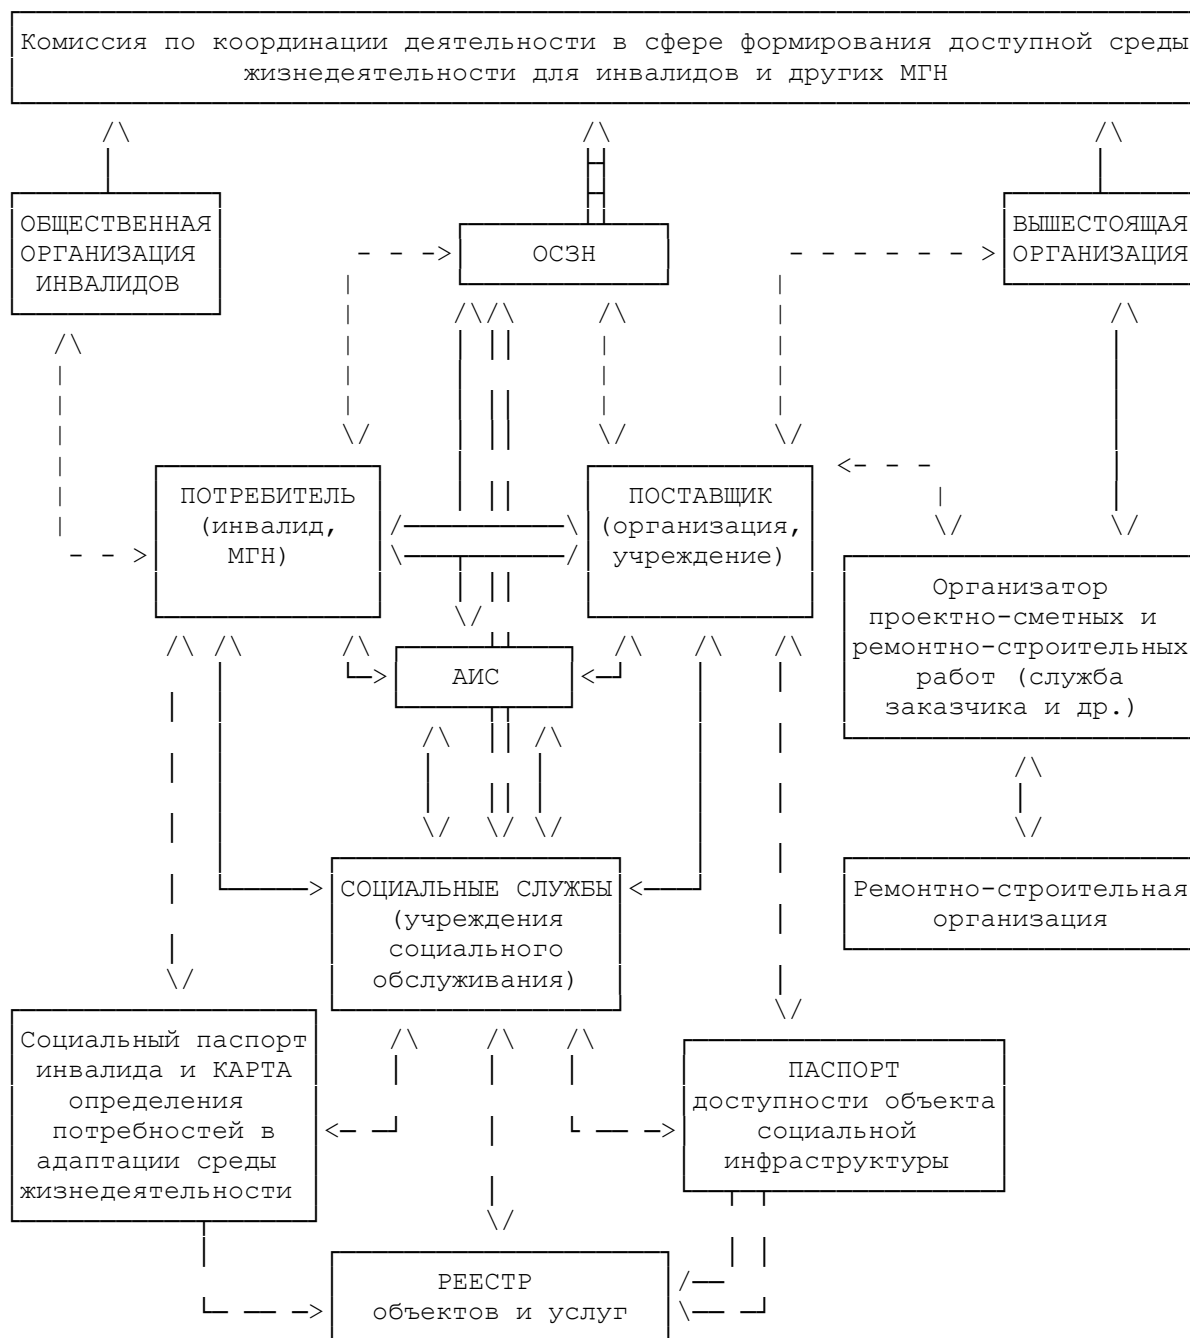 Комиссия по координации деятельности в сфере формирования доступной среды
жизнедеятельности для инвалидов и других МГН
ОБЩЕСТВЕННАЯ
ОРГАНИЗАЦИЯ
ИНВАЛИДОВ
ОСЗН
ВЫШЕСТОЯЩАЯ
ОРГАНИЗАЦИЯ
ПОТРЕБИТЕЛЬ
(инвалид,
МГН)
ПОСТАВЩИК
(организация,
учреждение)
Организатор
проектно-сметных и
ремонтно-строительных
работ (служба
заказчика и др.)
АИС
СОЦИАЛЬНЫЕ СЛУЖБЫ
(учреждения
социального
обслуживания)
Ремонтно-строительная
организация
Социальный паспорт
инвалида и КАРТА
определения
потребностей в
адаптации среды
жизнедеятельности
ПАСПОРТ
доступности объекта
социальной
инфраструктуры
РЕЕСТР
объектов и услуг